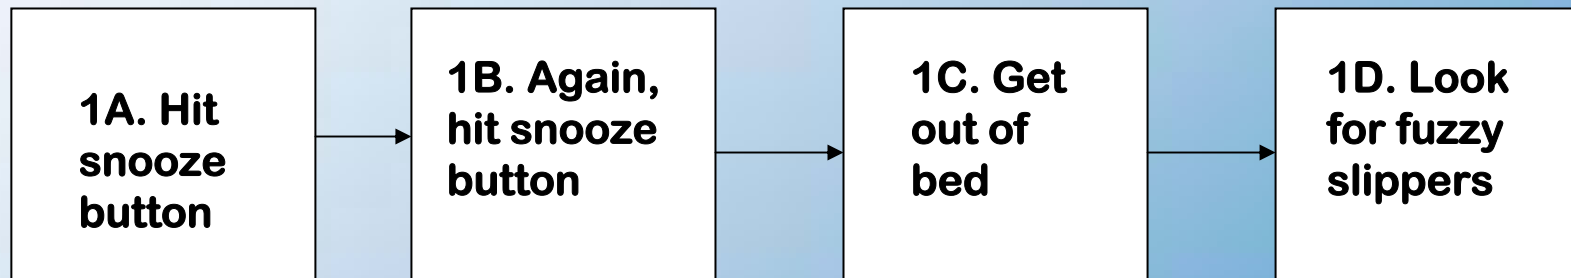 1A. Hit
snooze
button
1B. Again,
hit snooze
button
1C. Get
out of
bed
1D. Look
for fuzzy
slippers